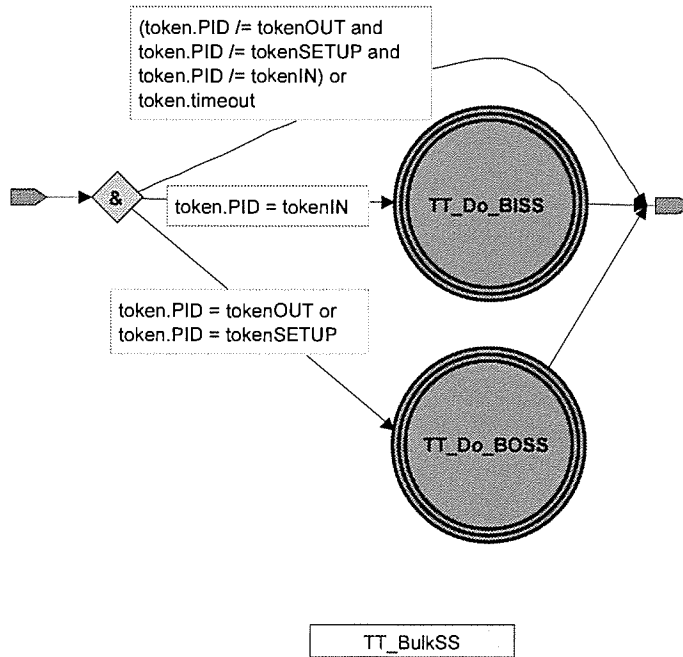 (token.PID /= tokenOUT and
token.PID /= tokenSETUP and
token.PID /= tokenIN) or
token.timeout
&
token.PID = tokenIN
TT_Do_BISS
token.PID = tokenOUT or
token.PID = tokenSETUP
TT_Do_BOSS
TT_BulkSS